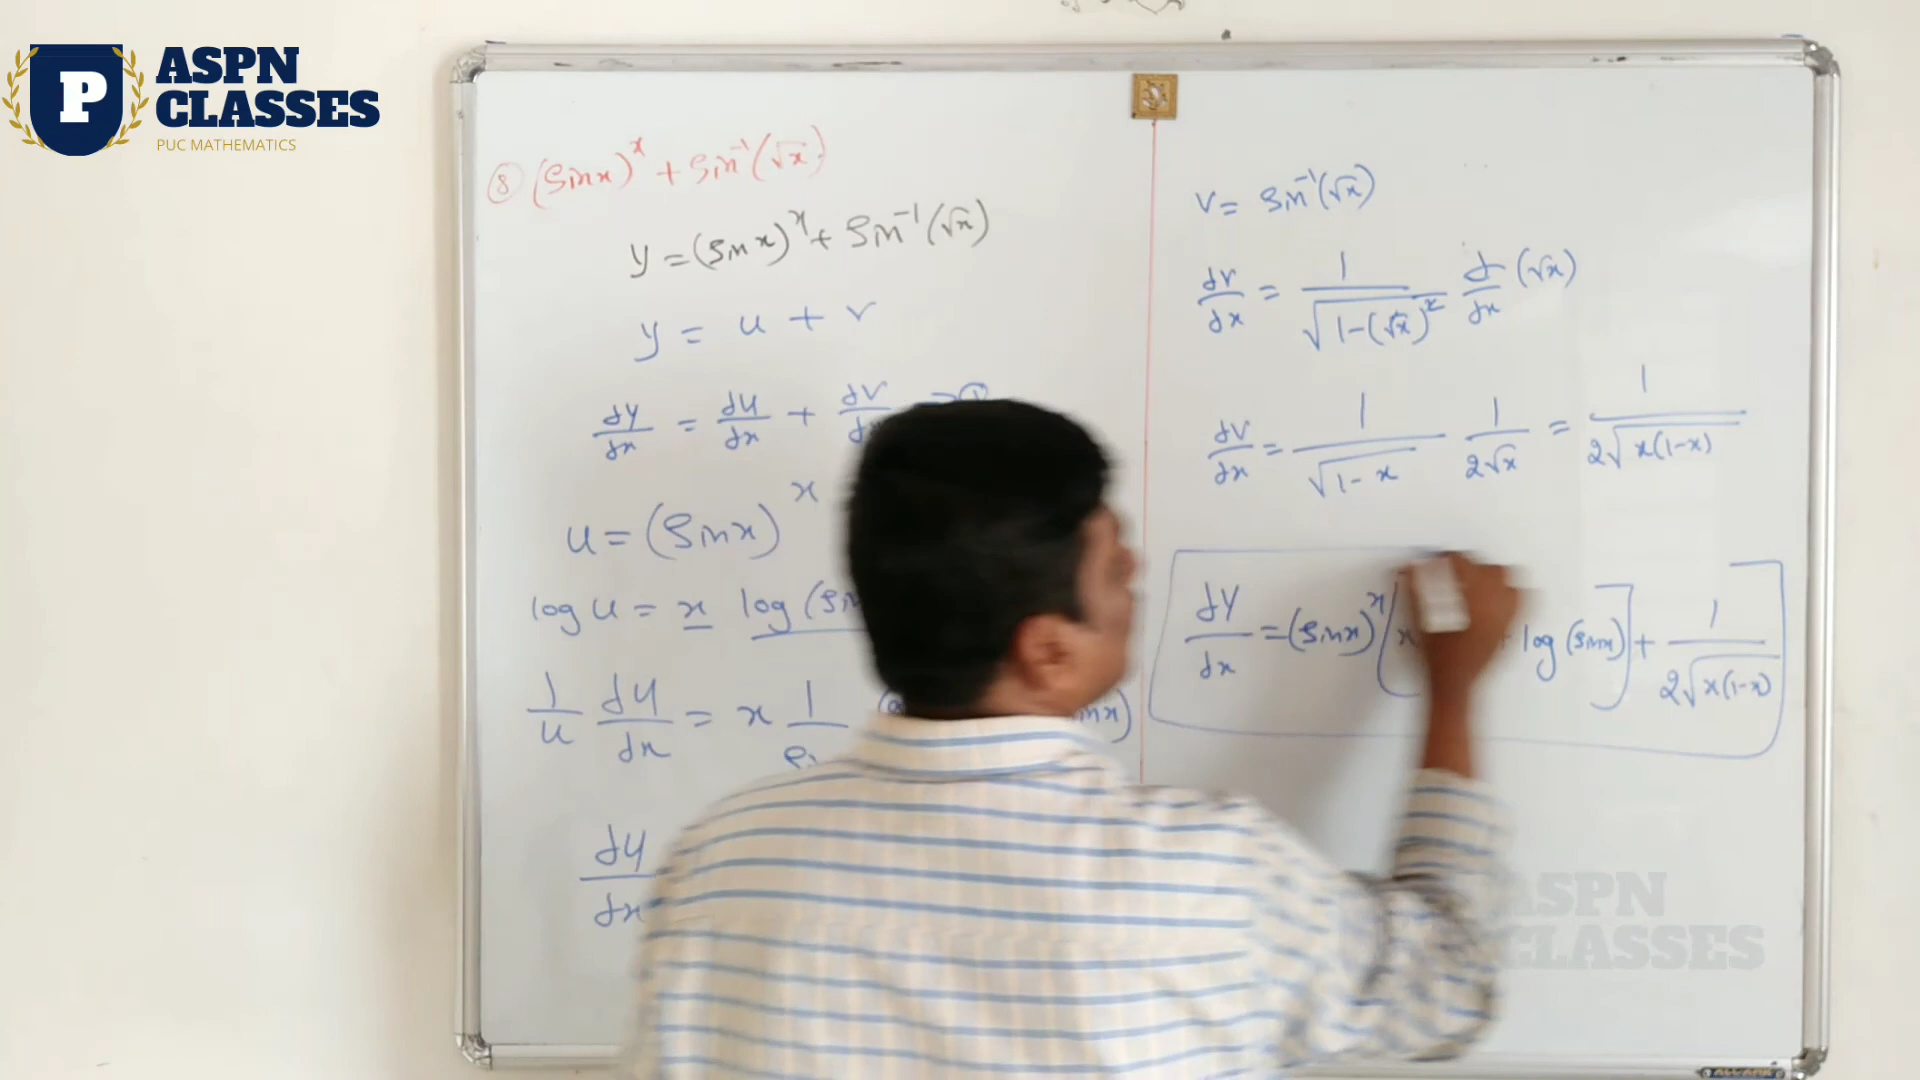 P
ASPN
CLASSES
PUC MATHEMATICS
⑧ (sin x)^x + sin⁻¹(√x)
y = (sin x)^x + sin⁻¹(√x)
y = u + v
dy/dx = du/dx + dv/dx
u = (sin x)^x
log u = x log (sin
1/u du/dx = x 1/
dx
v = sin⁻¹(√x)
dv/dx = 1/√(1-(√x)²) d/dx (√x)
dv/dx = 1/√(1-x) 1/(2√x) = 1/(2√(x(1-x)))
dy/dx = (sin x)^x [x + log (sin x)] + 1/(2√(x(1-x)))
ASPN
CLASSES